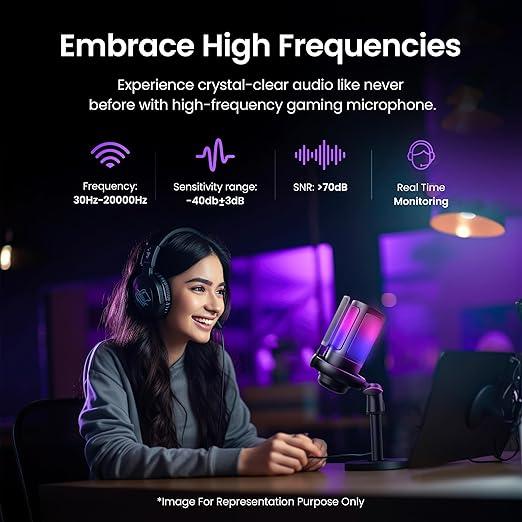 Embrace High Frequencies
Experience crystal-clear audio like never
before with high-frequency gaming microphone.
Frequency:
30Hz-20000Hz
Sensitivity range:
-40db±3dB
SNR: >70dB
Real Time
Monitoring
*Image For Representation Purpose Only